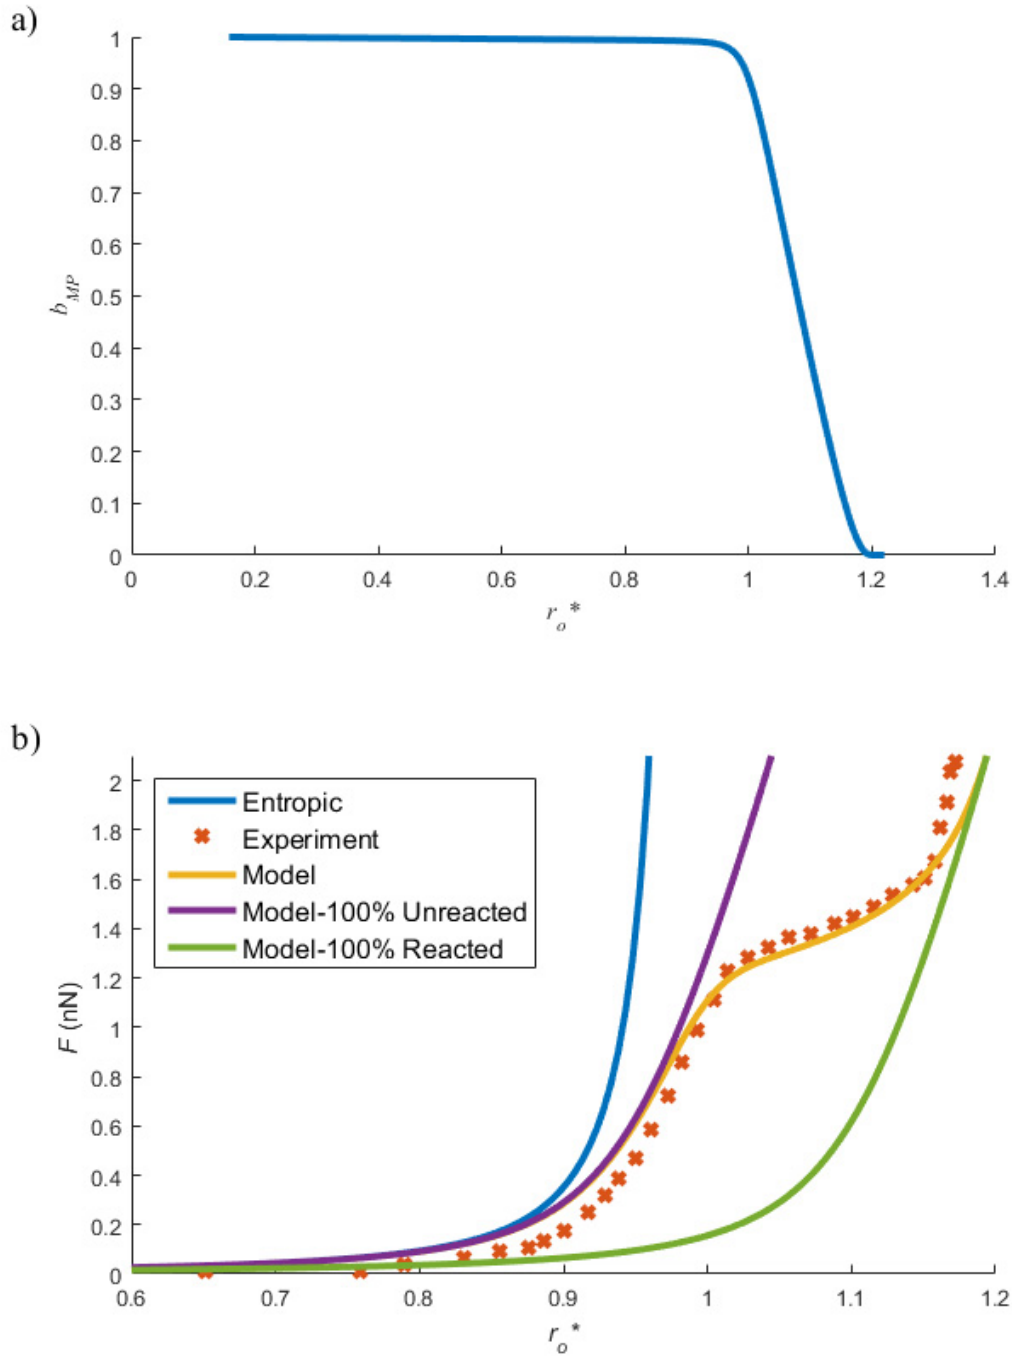 a)
1
0.9
0.8
0.7
0.6
0.5
0.4
0.3
0.2
0.1
0
b_MP
0 0.2 0.4 0.6 0.8 1 1.2 1.4
r_o*
b)
2
1.8
1.6
1.4
1.2
1
0.8
0.6
0.4
0.2
0
F (nN)
Entropic
Experiment
Model
Model-100% Unreacted
Model-100% Reacted
0.6 0.7 0.8 0.9 1 1.1 1.2
r_o*